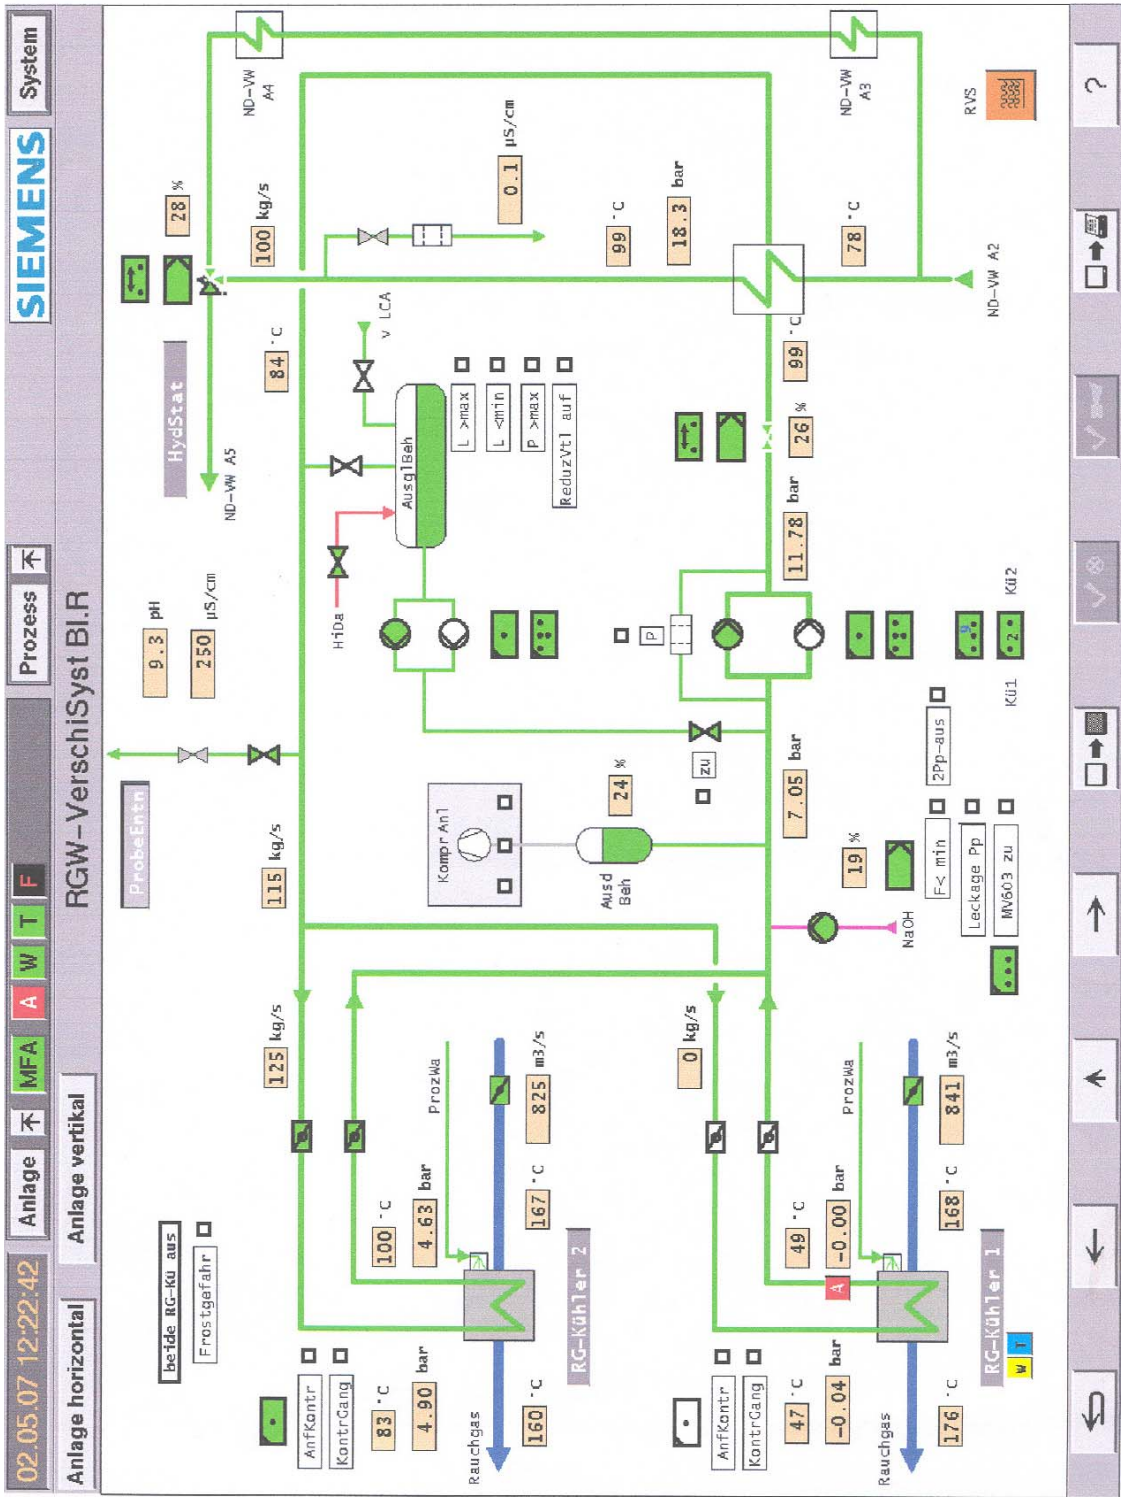 02.05.07 12:22:42
Anlage
MFA
A
W
T
F
Prozess
SIEMENS
System
Anlage horizontal
Anlage vertikal
RGW-VerschiSyst Bl.R
beide RG-Kü aus
Frostgefahr
ProbeEntn
9.3 pH
250 µS/cm
HydStat
28 %
ND-VW A5
ND-VW
A4
100 kg/s
84 °C
115 kg/s
125 kg/s
HiDa
AusglBeh
v LCA
L >max
L <min
P >max
ReduzVtl auf
0.1 µS/cm
AnfKontr
KontrGang
83 °C
4.90 bar
100 °C
4.63 bar
ProzWa
Rauchgas
160 °C
167 °C
825 m3/s
RG-Kühler 2
KomprAnl
Ausd
Beh
24 %
zu
P
99 °C
18.3 bar
0 kg/s
7.05 bar
11.78 bar
26 %
99 °C
78 °C
ND-VW
A3
ND-VW A2
RVS
AnfKontr
KontrGang
47 °C
-0.04 bar
49 °C
-0.00 bar
A
ProzWa
Rauchgas
176 °C
168 °C
841 m3/s
RG-Kühler 1
W T
NaOH
19 %
F< min
2Pp-aus
Leckage Pp
MV603 zu
9
2
Kü1
Kü2
?